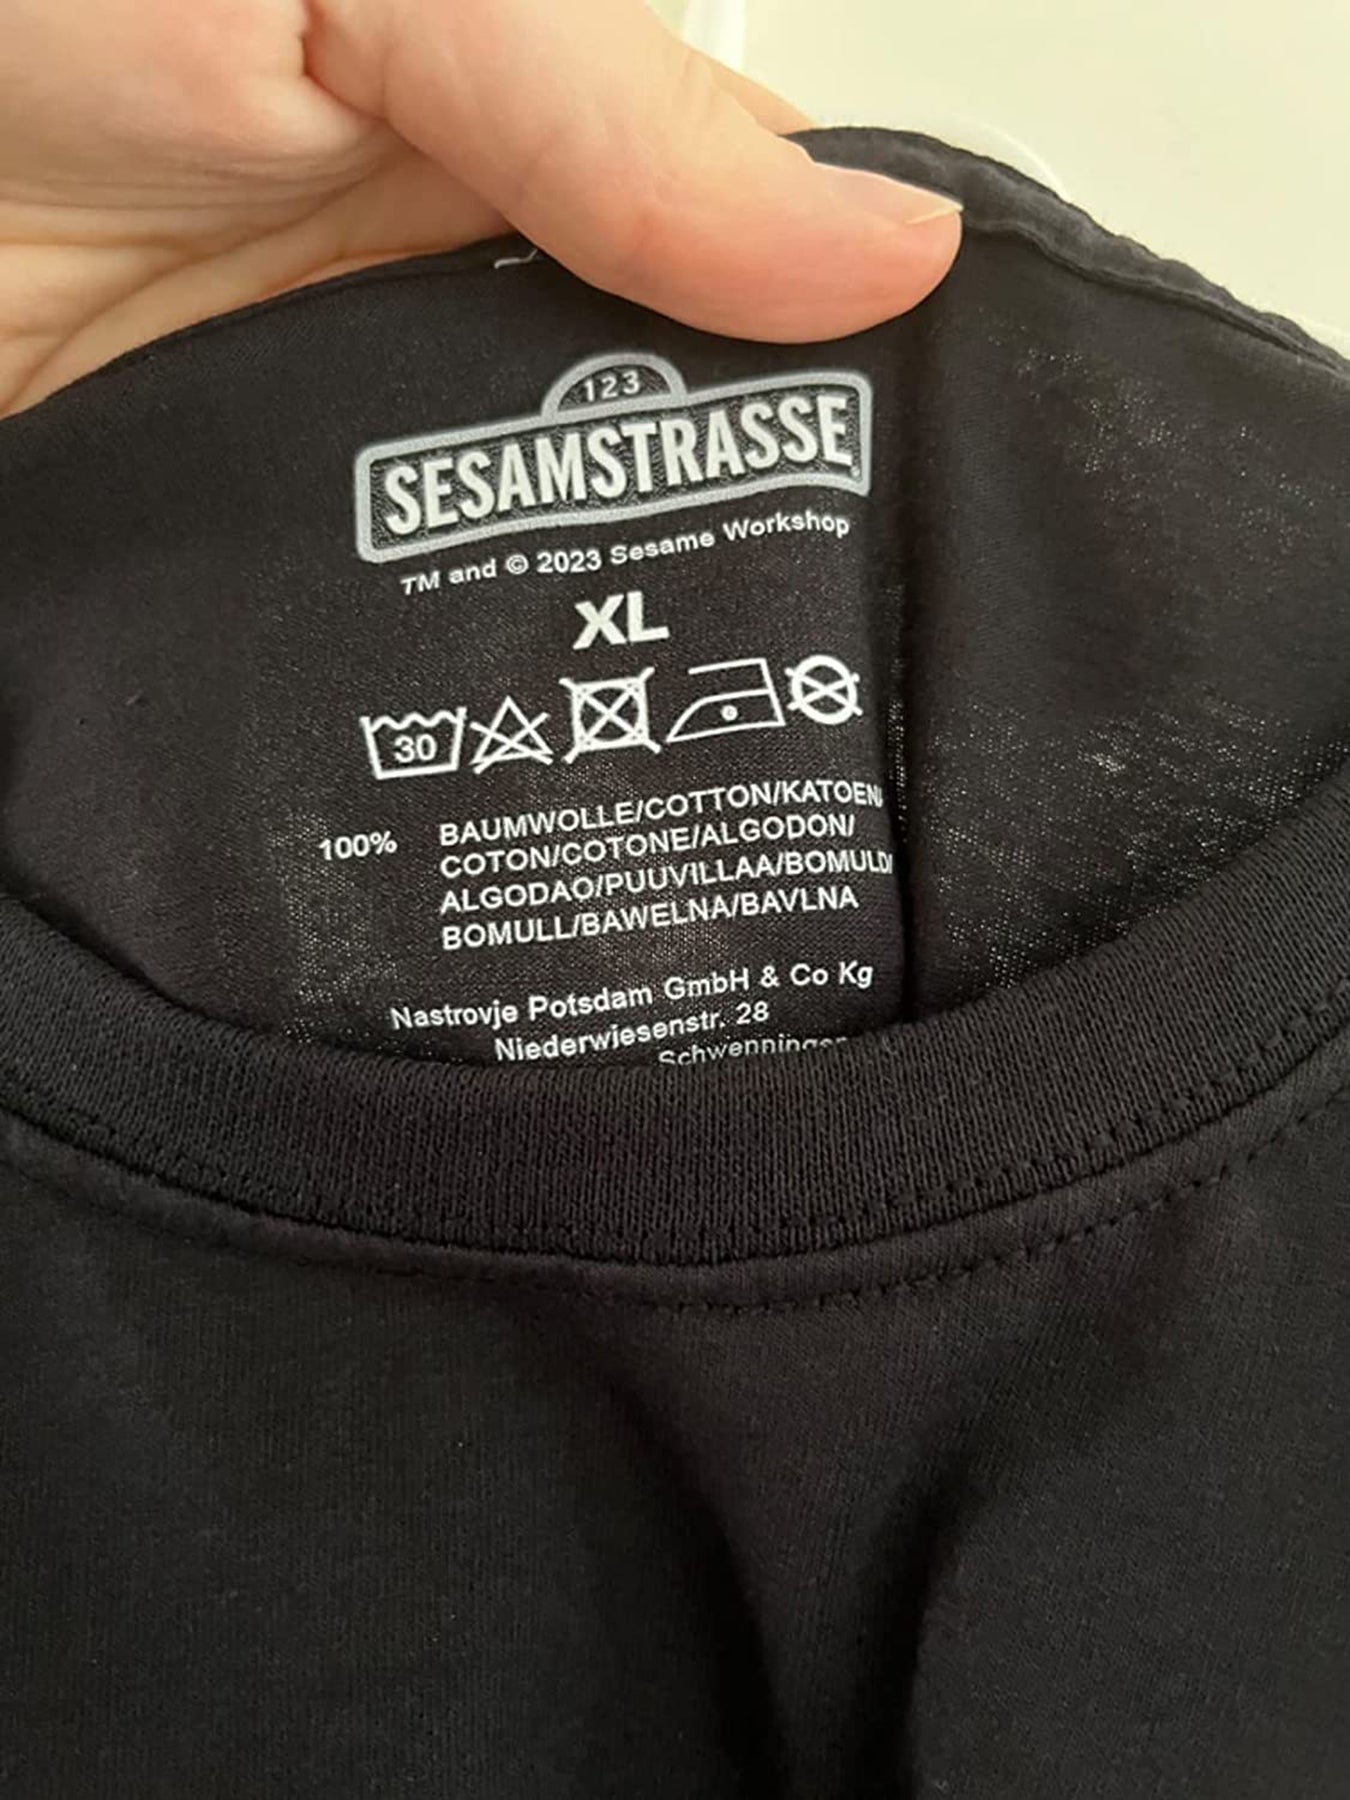 123
SESAMSTRASSE
TM and © 2023 Sesame Workshop
XL
30
100% BAUMWOLLE/COTTON/KATOEN/
COTON/COTONE/ALGODON/
ALGODAO/PUUVILLAA/BOMULD/
BOMULL/BAWELNA/BAVLNA
Nastrovje Potsdam GmbH & Co Kg
Niederwiesenstr. 28
Schwenningen